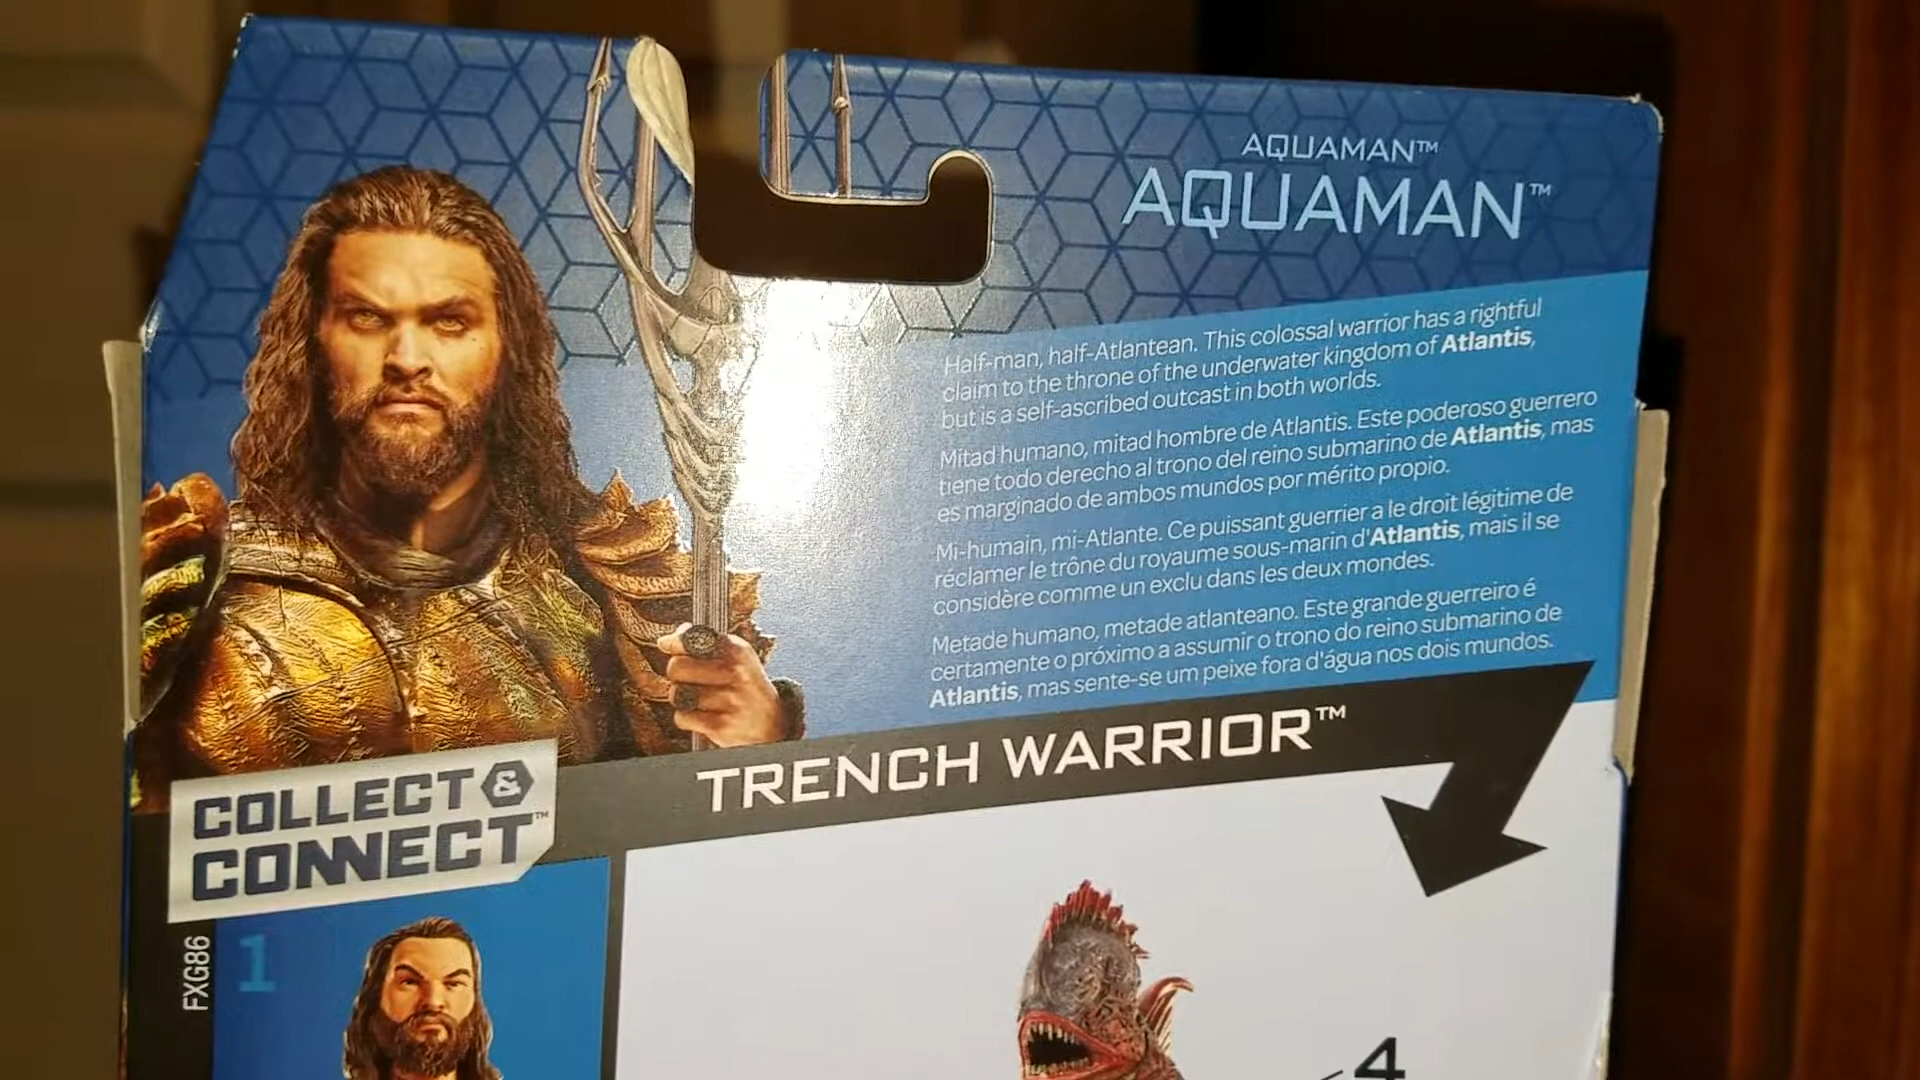 AQUAMAN™
AQUAMAN™
Half-man, half-Atlantean. This colossal warrior has a rightful
claim to the throne of the underwater kingdom of Atlantis,
but is a self-ascribed outcast in both worlds.
Mitad humano, mitad hombre de Atlantis. Este poderoso guerrero
tiene todo derecho al trono del reino submarino de Atlantis, mas
es marginado de ambos mundos por mérito propio.
Mi-humain, mi-Atlante. Ce puissant guerrier a le droit légitime de
réclamer le trône du royaume sous-marin d'Atlantis, mais il se
considère comme un exclu dans les deux mondes.
Metade humano, metade atlanteano. Este grande guerreiro é
certamente o próximo a assumir o trono do reino submarino de
Atlantis, mas sente-se um peixe fora d'água nos dois mundos.
TRENCH WARRIOR™
COLLECT &
CONNECT™
FXG86
1
4